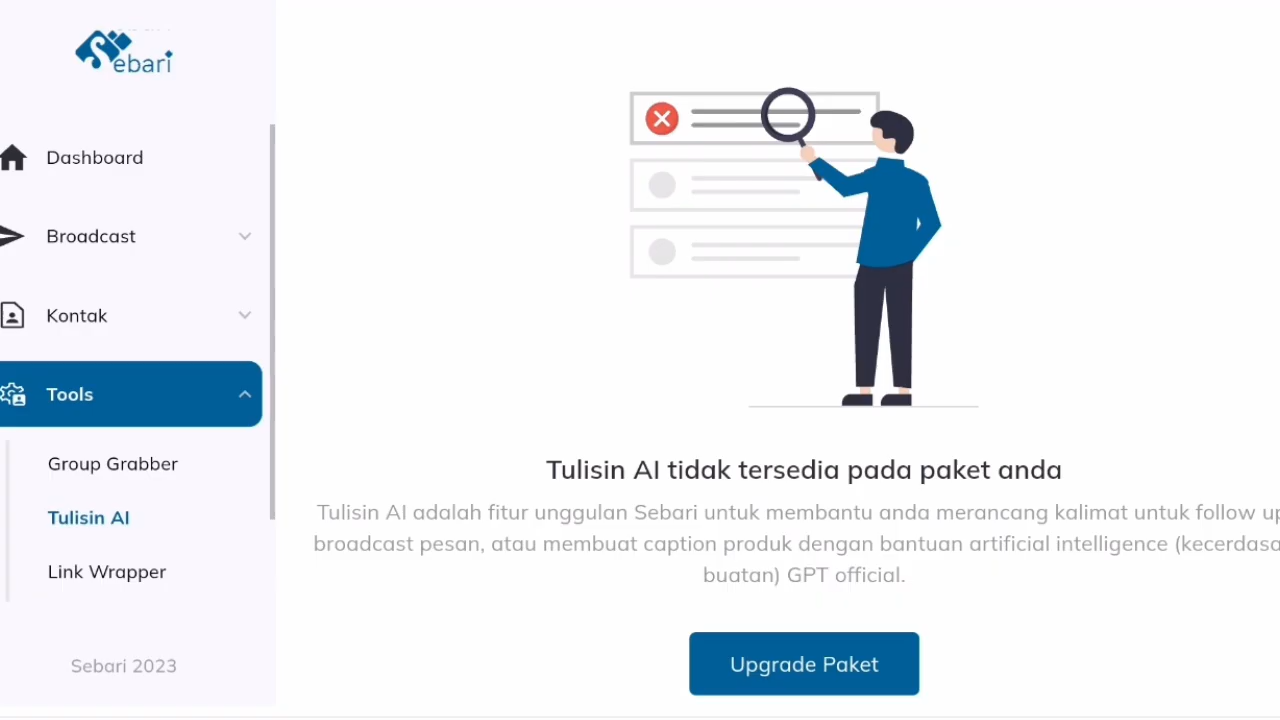 Sebari
Dashboard
Broadcast
Kontak
Tools
Group Grabber
Tulisin AI
Link Wrapper
Sebari 2023
Tulisin AI tidak tersedia pada paket anda
Tulisin AI adalah fitur unggulan Sebari untuk membantu anda merancang kalimat untuk follow up
broadcast pesan, atau membuat caption produk dengan bantuan artificial intelligence (kecerdasa
buatan) GPT official.
Upgrade Paket